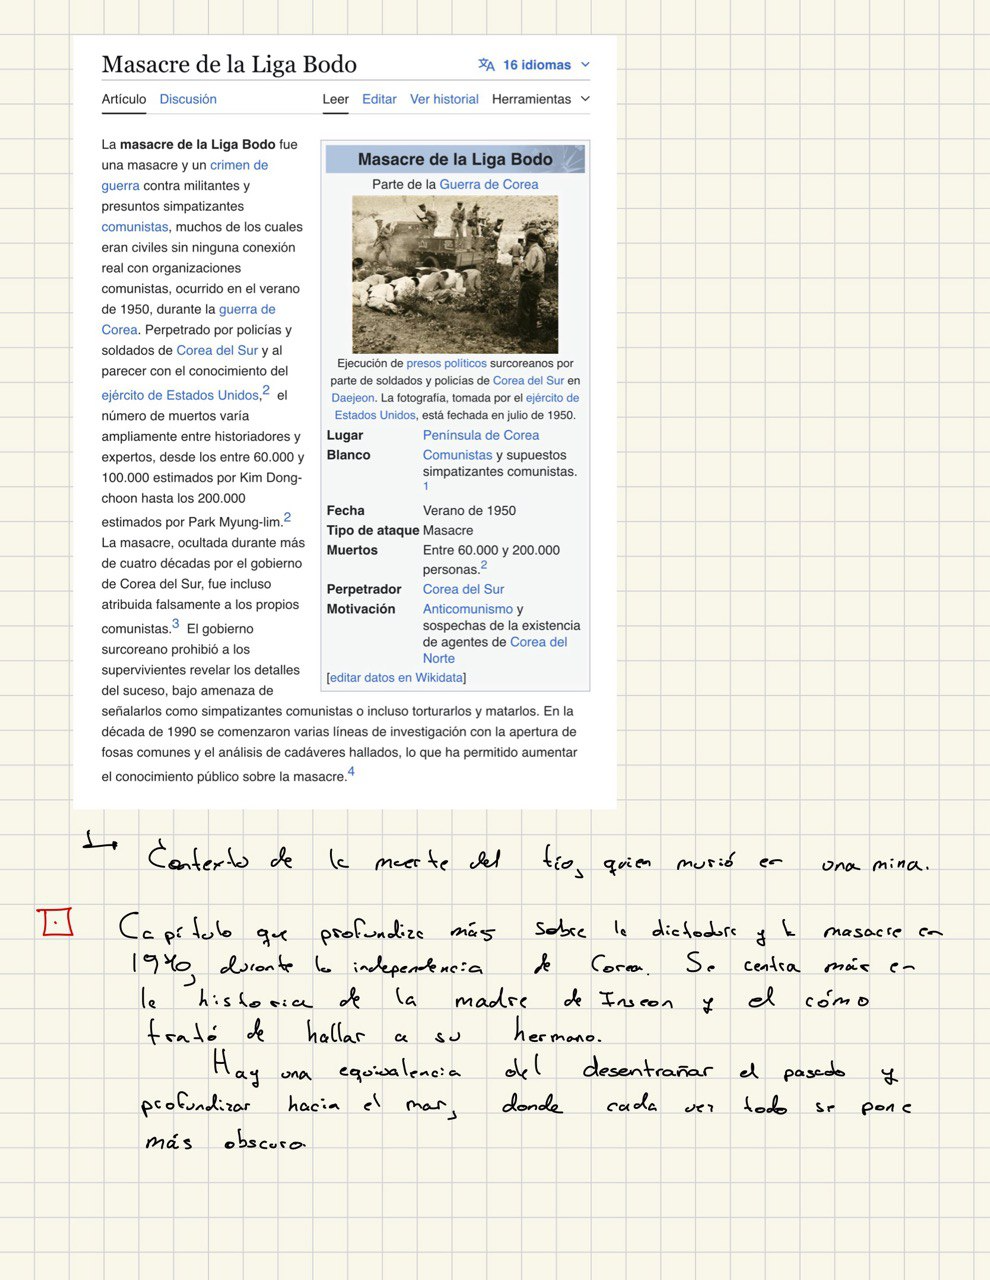 Masacre de la Liga Bodo
16 idiomas
Artículo Discusión Leer Editar Ver historial Herramientas
La masacre de la Liga Bodo fue
una masacre y un crimen de
guerra contra militantes y
presuntos simpatizantes
comunistas, muchos de los cuales
eran civiles sin ninguna conexión
real con organizaciones
comunistas, ocurrido en el verano
de 1950, durante la guerra de
Corea. Perpetrado por policías y
soldados de Corea del Sur y al
parecer con el conocimiento del
ejército de Estados Unidos,2 el
número de muertos varía
ampliamente entre historiadores y
expertos, desde los entre 60.000 y
100.000 estimados por Kim Dong-
choon hasta los 200.000
estimados por Park Myung-lim.2
La masacre, ocultada durante más
de cuatro décadas por el gobierno
de Corea del Sur, fue incluso
atribuida falsamente a los propios
comunistas.3 El gobierno
surcoreano prohibió a los
supervivientes revelar los detalles
del suceso, bajo amenaza de
señalarlos como simpatizantes comunistas o incluso torturarlos y matarlos. En la
década de 1990 se comenzaron varias líneas de investigación con la apertura de
fosas comunes y el análisis de cadáveres hallados, lo que ha permitido aumentar
el conocimiento público sobre la masacre.4
Masacre de la Liga Bodo
Parte de la Guerra de Corea
Ejecución de presos políticos surcoreanos por
parte de soldados y policías de Corea del Sur en
Daejeon. La fotografía, tomada por el ejército de
Estados Unidos, está fechada en julio de 1950.
Lugar Península de Corea
Blanco Comunistas y supuestos
simpatizantes comunistas.
1
Fecha Verano de 1950
Tipo de ataque Masacre
Muertos Entre 60.000 y 200.000
personas.2
Perpetrador Corea del Sur
Motivación Anticomunismo y
sospechas de la existencia
de agentes de Corea del
Norte
[editar datos en Wikidata]
Contexto de la muerte del tío, quien murió en una mina.
Capítulo que profundiza más sobre la dictadura y la masacre en
1940, durante la independencia de Corea. Se centra más en
la historia de la madre de Inseon y el cómo
trató de hallar a su hermano.
Hay una equivalencia del desentrañar el pasado y
profundizar hacia el mar, donde cada vez todo se pone
más obscuro.